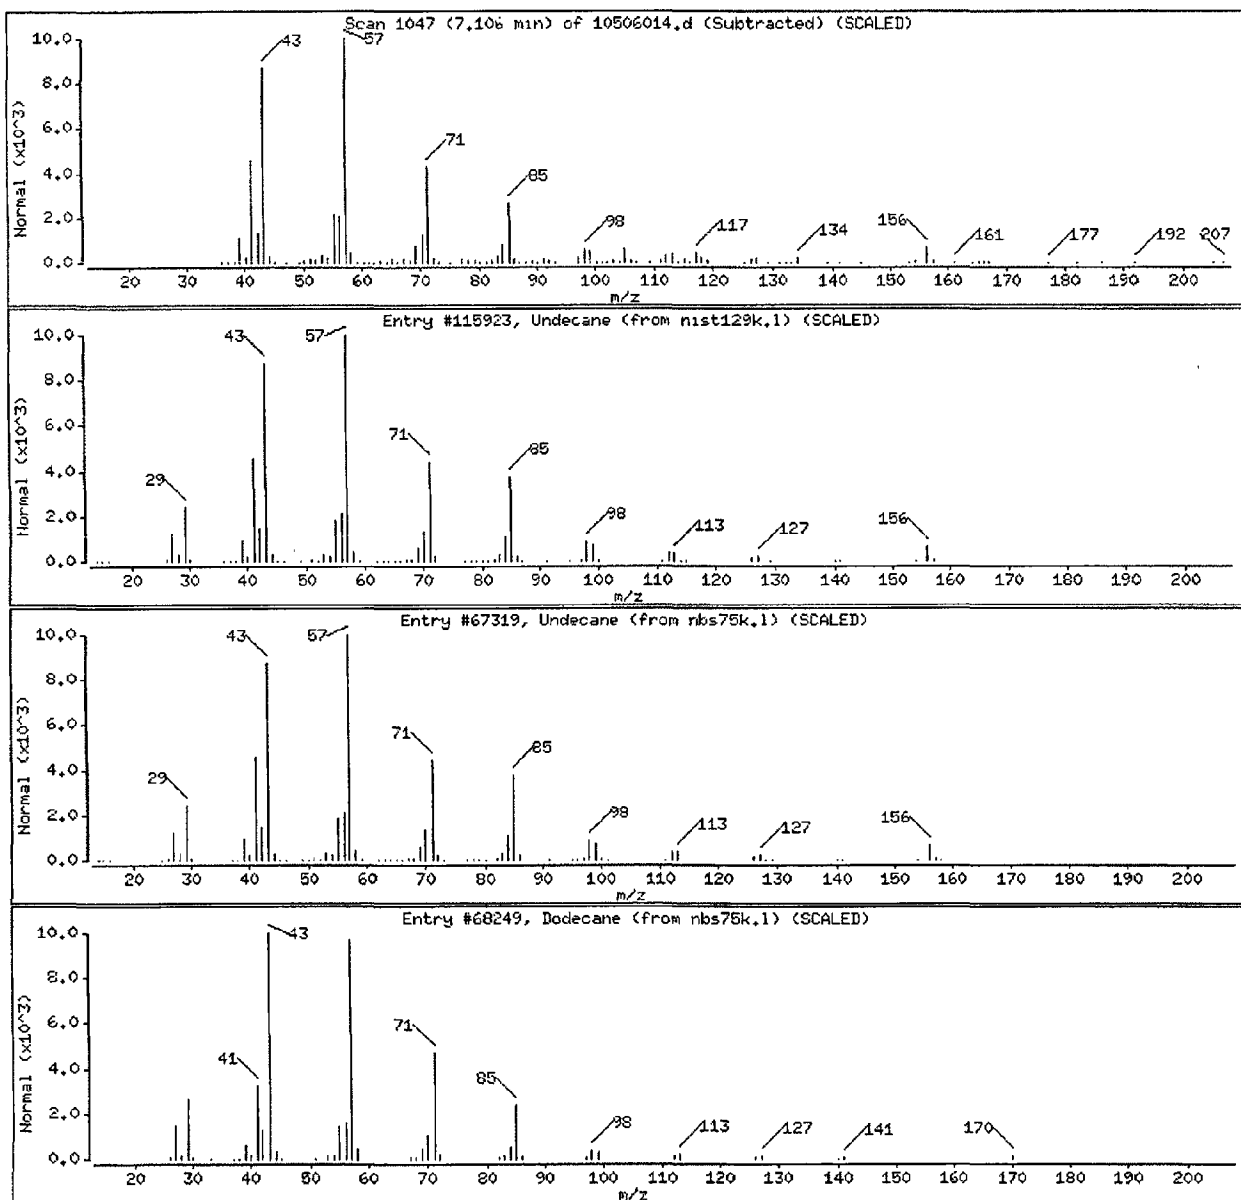 Scan 1047 (7.106 min) of 10506014.d (Subtracted) (SCALED)
Normal (x10^3)
10.0
8.0
6.0
4.0
2.0
0.0
43 57 71 85 98 117 134 156 161 177 192 207
20 30 40 50 60 70 80 90 100 110 120 130 140 150 160 170 180 190 200
m/z
Entry #115923, Undecane (from nist129k.l) (SCALED)
Normal (x10^3)
10.0
8.0
6.0
4.0
2.0
0.0
29 43 57 71 85 98 113 127 156
20 30 40 50 60 70 80 90 100 110 120 130 140 150 160 170 180 190 200
m/z
Entry #67319, Undecane (from nbs75k.l) (SCALED)
Normal (x10^3)
10.0
8.0
6.0
4.0
2.0
0.0
29 43 57 71 85 98 113 127 156
20 30 40 50 60 70 80 90 100 110 120 130 140 150 160 170 180 190 200
m/z
Entry #68249, Dodecane (from nbs75k.l) (SCALED)
Normal (x10^3)
10.0
8.0
6.0
4.0
2.0
0.0
41 43 71 85 98 113 127 141 170
20 30 40 50 60 70 80 90 100 110 120 130 140 150 160 170 180 190 200
m/z